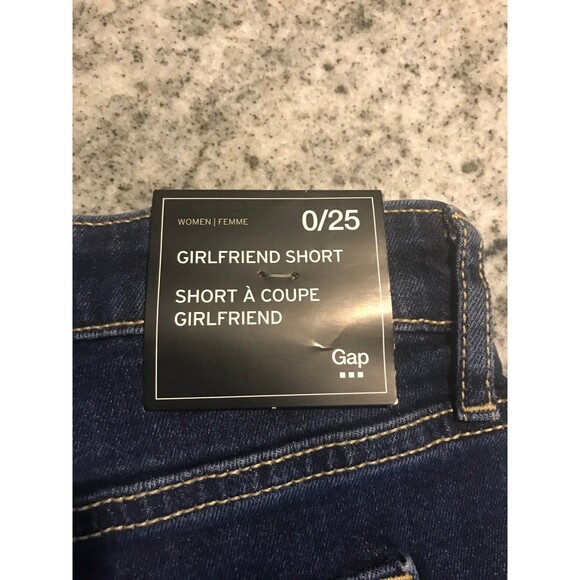 WOMEN | FEMME 0/25
GIRLFRIEND SHORT
SHORT À COUPE
GIRLFRIEND
Gap